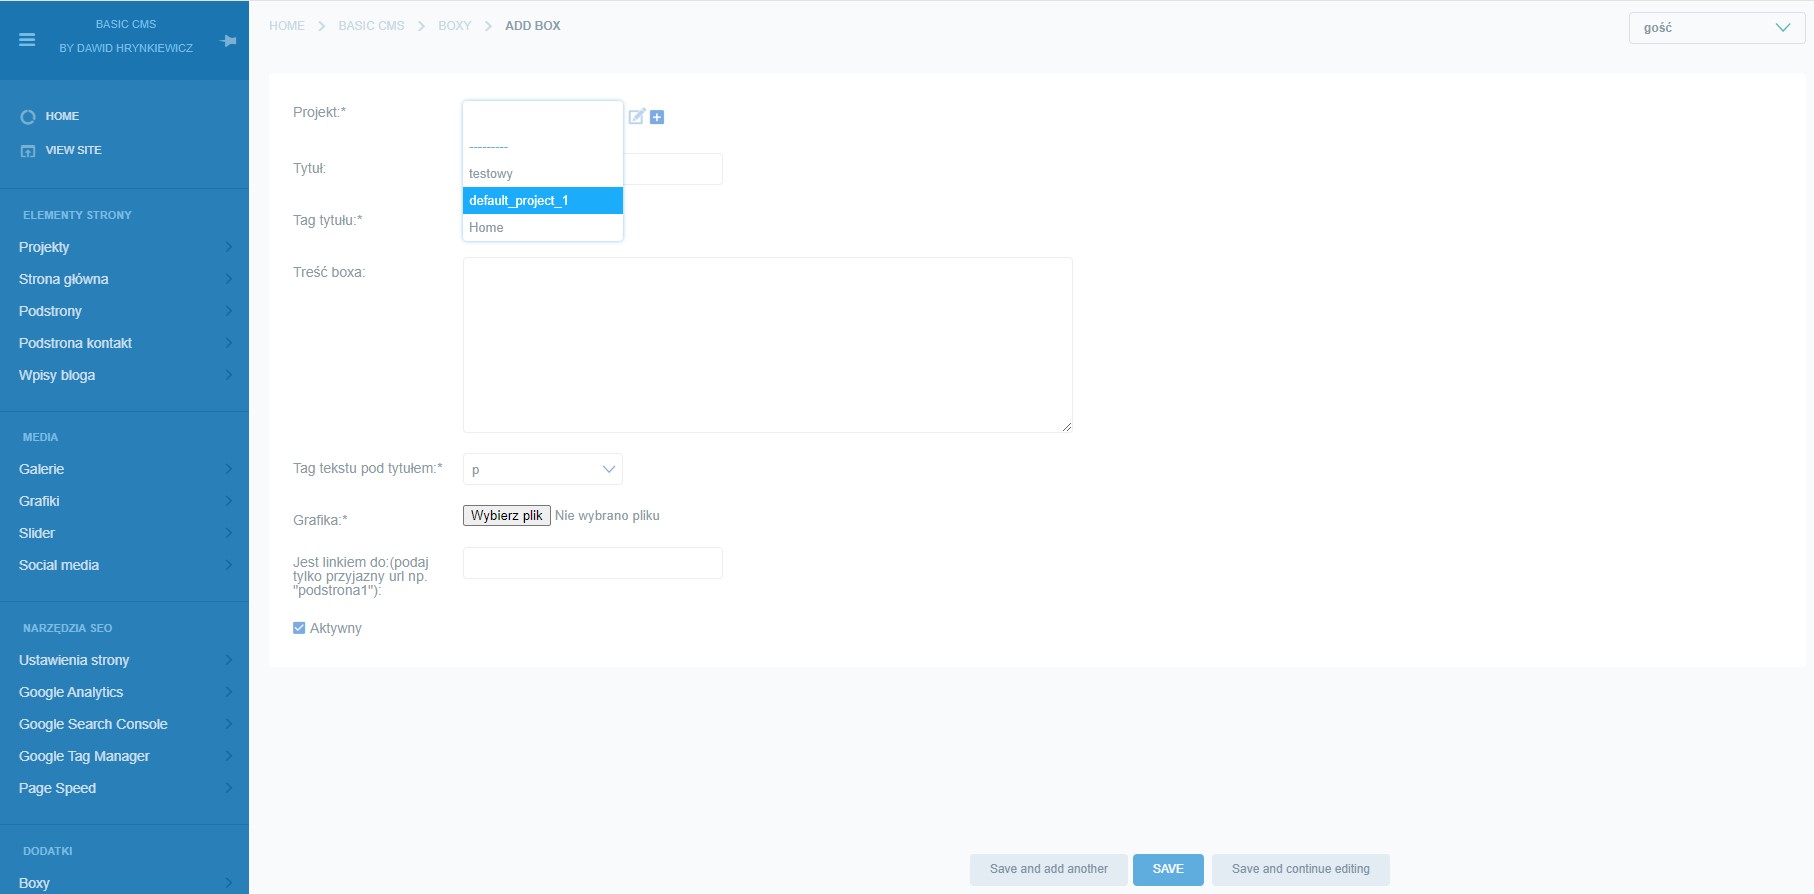 BASIC CMS
BY DAWID HRYNKIEWICZ
HOME
VIEW SITE
ELEMENTY STRONY
Projekty
Strona główna
Podstrony
Podstrona kontakt
Wpisy bloga
MEDIA
Galerie
Grafiki
Slider
Social media
NARZĘDZIA SEO
Ustawienia strony
Google Analytics
Google Search Console
Google Tag Manager
Page Speed
DODATKI
Boxy
HOME > BASIC CMS > BOXY > ADD BOX
gość
Projekt:*
---------
testowy
default_project_1
Home
Tytuł:
Tag tytułu:*
Treść boxa:
Tag tekstu pod tytułem:* p
Grafika:* Wybierz plik Nie wybrano pliku
Jest linkiem do:(podaj
tylko przyjazny url np.
"podstrona1"):
Aktywny
Save and add another SAVE Save and continue editing